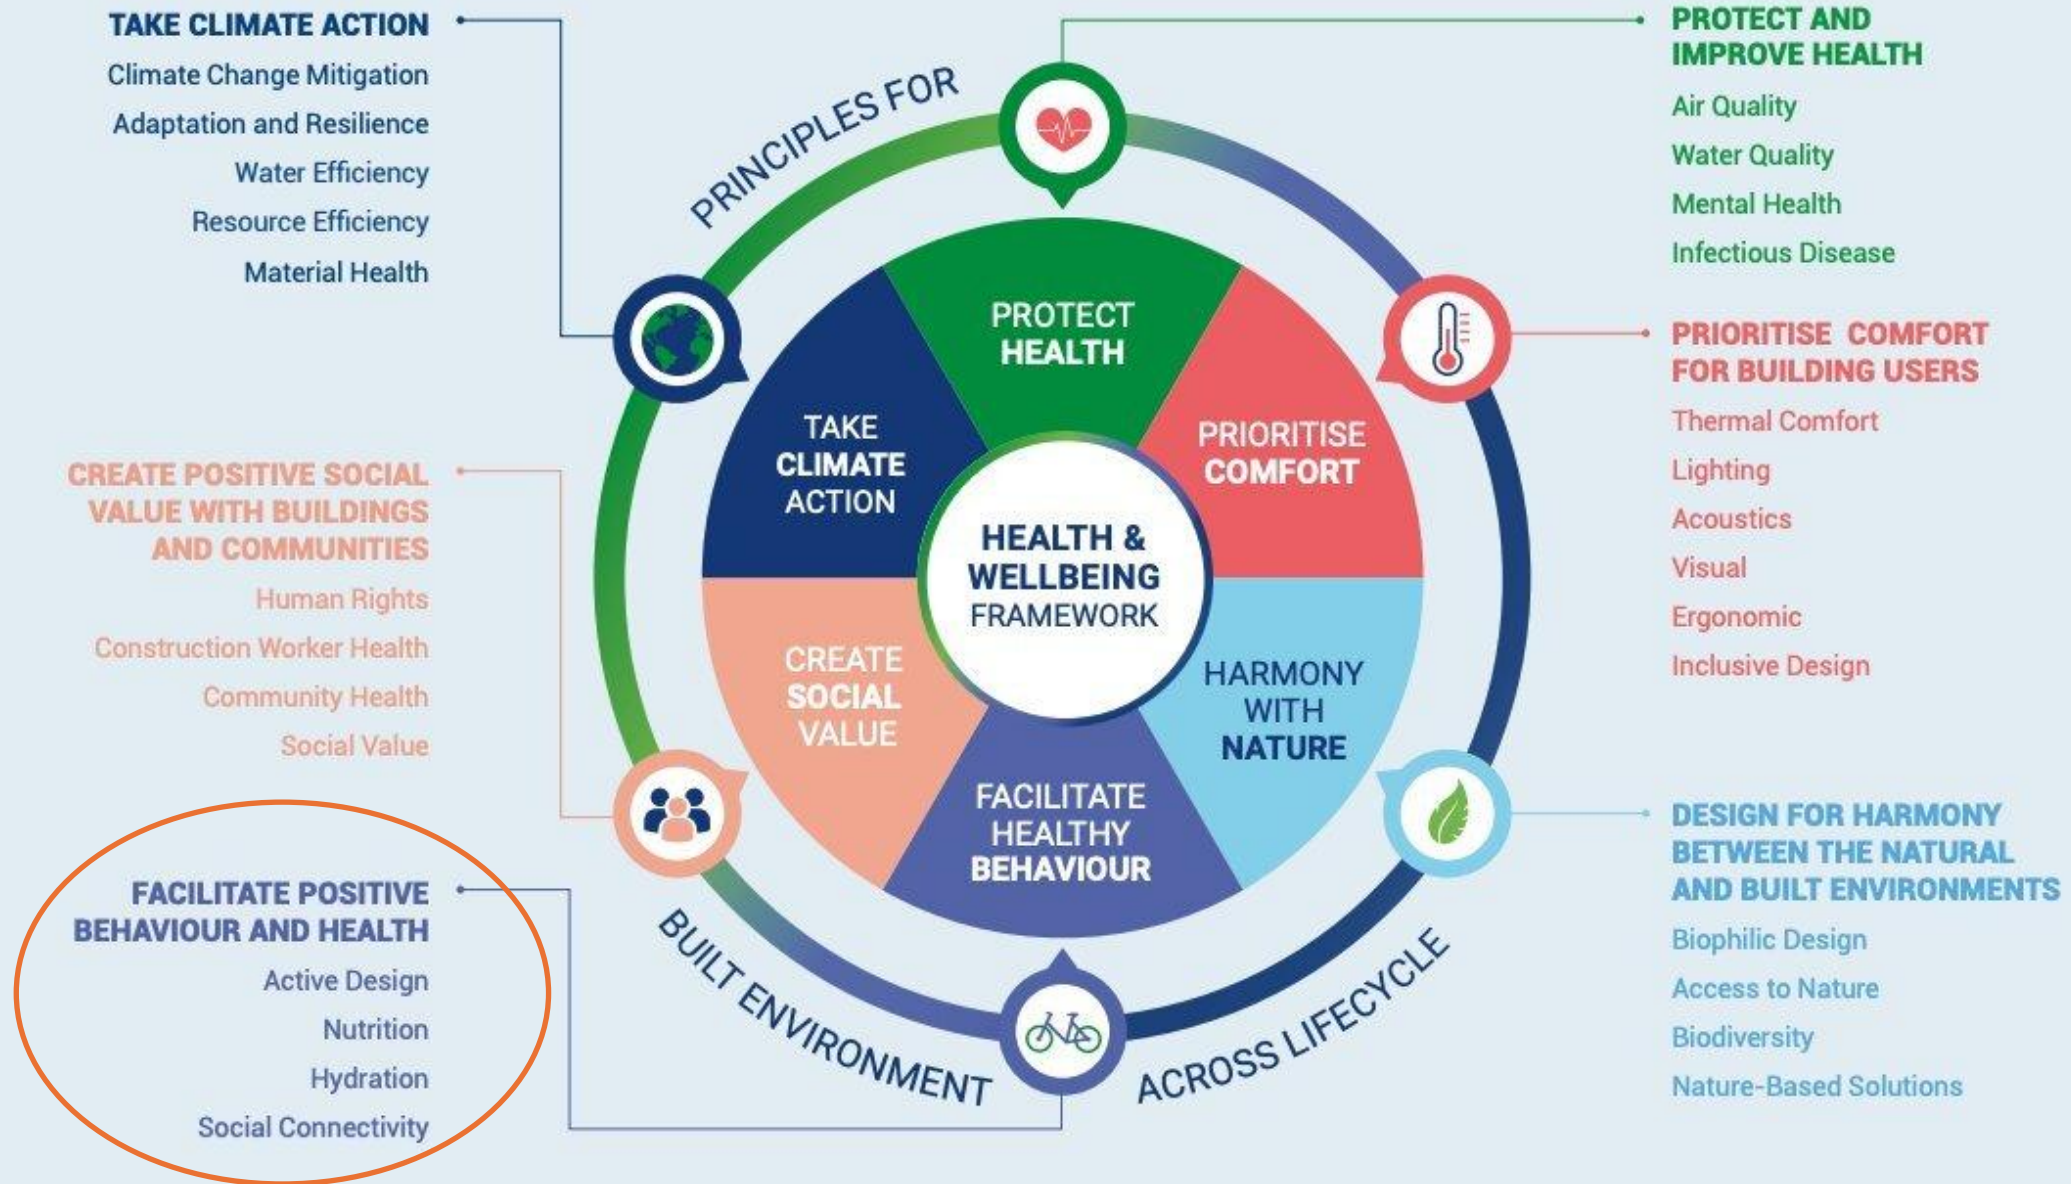 TAKE CLIMATE ACTION
Climate Change Mitigation
Adaptation and Resilience
Water Efficiency
Resource Efficiency
Material Health
CREATE POSITIVE SOCIAL
VALUE WITH BUILDINGS
AND COMMUNITIES
Human Rights
Construction Worker Health
Community Health
Social Value
FACILITATE POSITIVE
BEHAVIOUR AND HEALTH
Active Design
Nutrition
Hydration
Social Connectivity
PRINCIPLES FOR
BUILT ENVIRONMENT
ACROSS LIFECYCLE
PROTECT
HEALTH
PRIORITISE
COMFORT
HARMONY
WITH
NATURE
FACILITATE
HEALTHY
BEHAVIOUR
CREATE
SOCIAL
VALUE
TAKE
CLIMATE
ACTION
HEALTH &
WELLBEING
FRAMEWORK
PROTECT AND
IMPROVE HEALTH
Air Quality
Water Quality
Mental Health
Infectious Disease
PRIORITISE COMFORT
FOR BUILDING USERS
Thermal Comfort
Lighting
Acoustics
Visual
Ergonomic
Inclusive Design
DESIGN FOR HARMONY
BETWEEN THE NATURAL
AND BUILT ENVIRONMENTS
Biophilic Design
Access to Nature
Biodiversity
Nature-Based Solutions